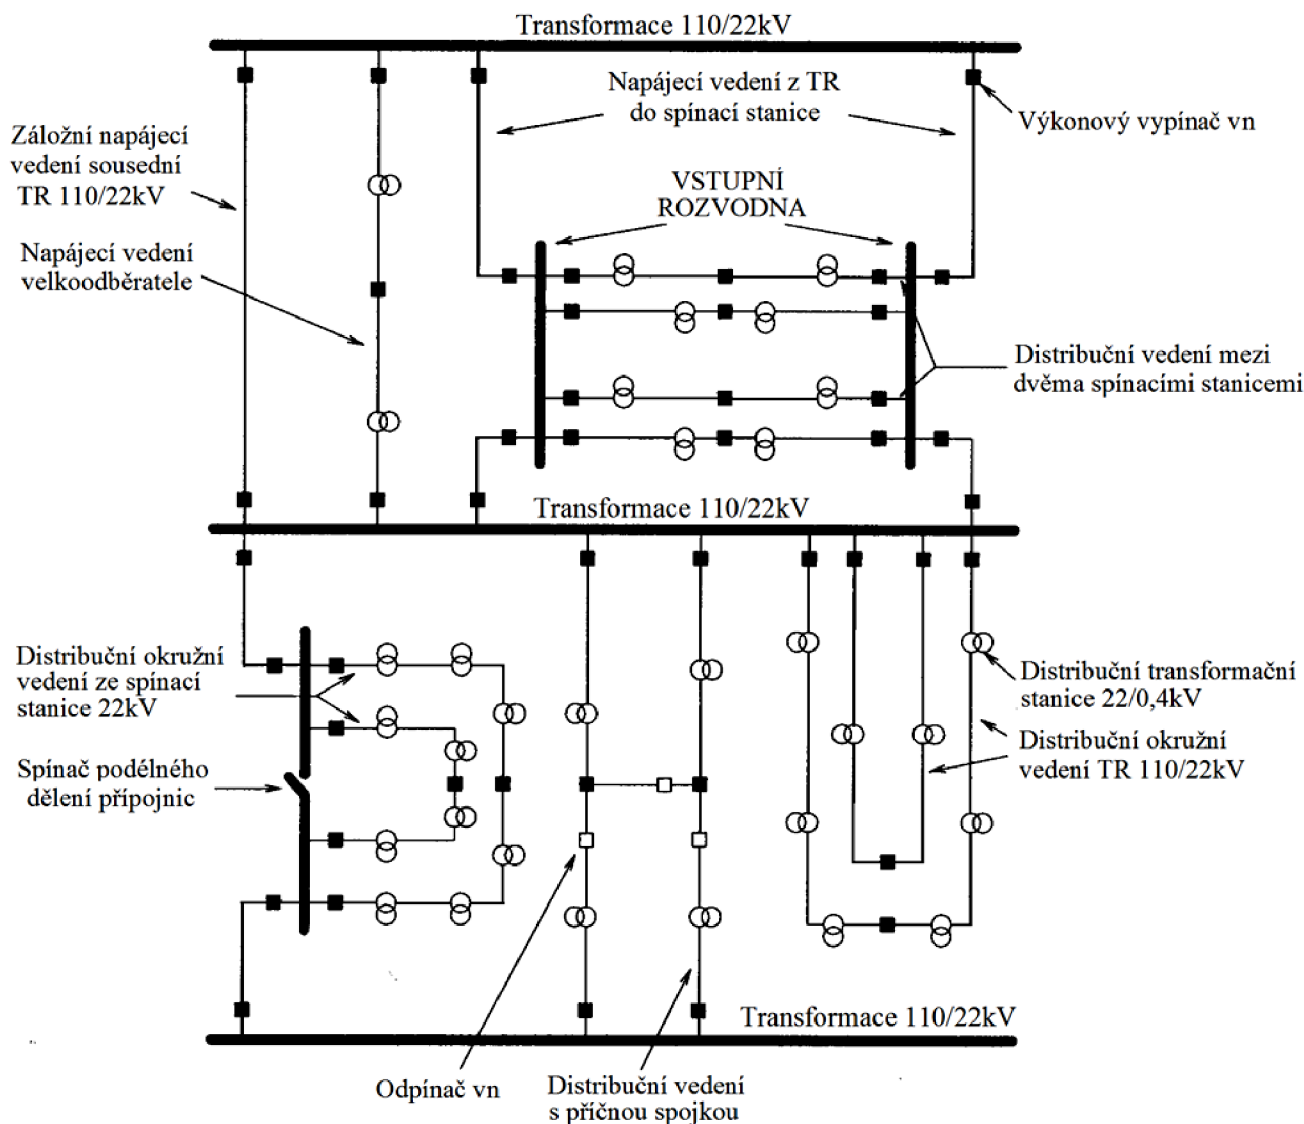 Transformace 110/22kV
Napájecí vedení z TR
do spínací stanice
Výkonový vypínač vn
Záložní napájecí
vedení sousední
TR 110/22kV
VSTUPNÍ
ROZVODNA
Napájecí vedení
velkoodběratele
Distribuční vedení mezi
dvěma spínacími stanicemi
Transformace 110/22kV
Distribuční okružní
vedení ze spínací
stanice 22kV
Distribuční transformační
stanice 22/0,4kV
Distribuční okružní
vedení TR 110/22kV
Spínač podélného
dělení přípojnic
Transformace 110/22kV
Odpínač vn
Distribuční vedení
s příčnou spojkou